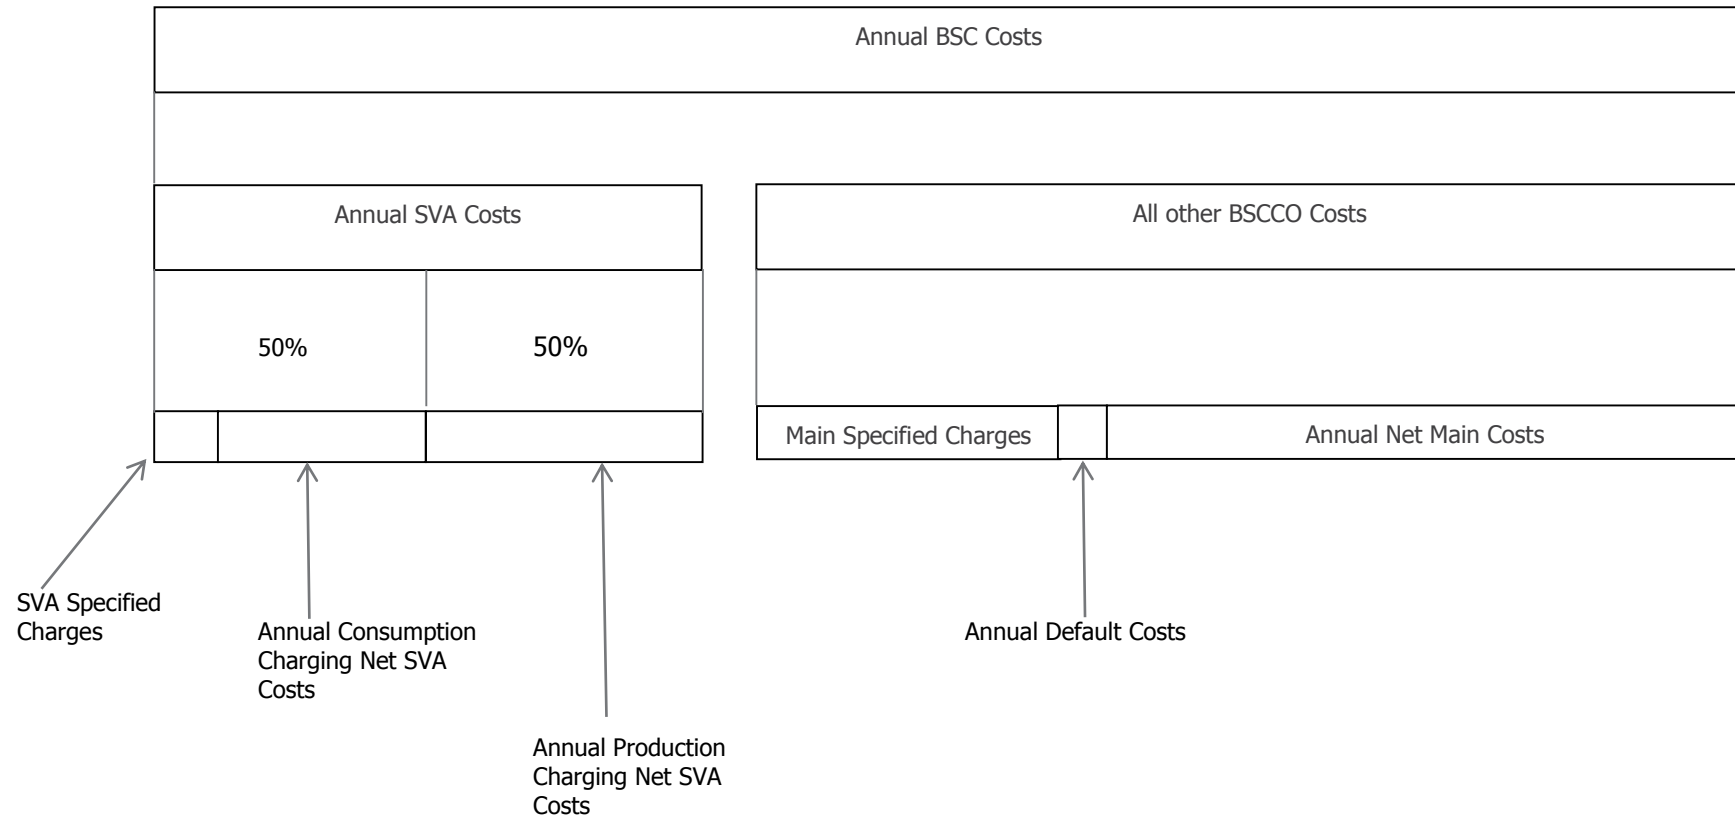 Annual BSC Costs
Annual SVA Costs
All other BSCCO Costs
50%
50%
Main Specified Charges
Annual Net Main Costs
SVA Specified
Charges
Annual Consumption
Charging Net SVA
Costs
Annual Default Costs
Annual Production
Charging Net SVA
Costs